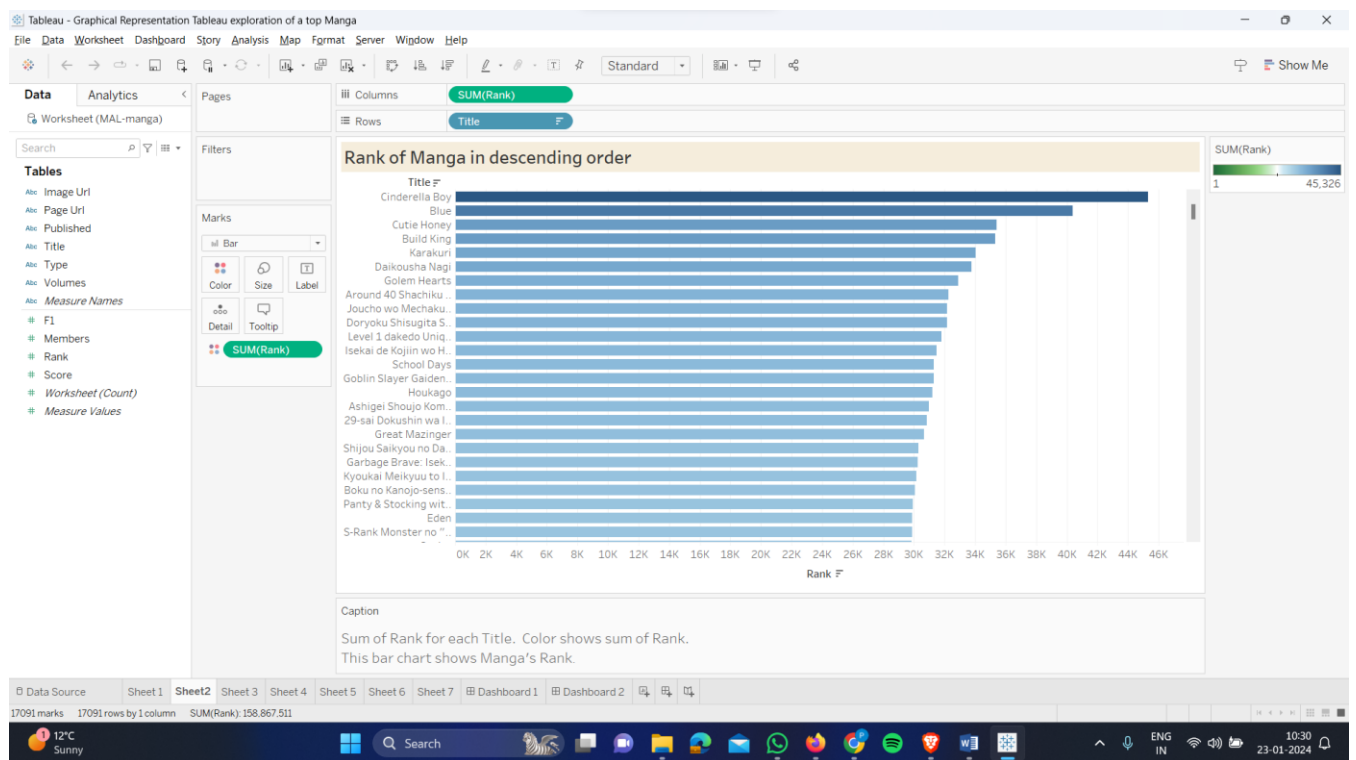 Tableau - Graphical Representation Tableau exploration of a top Manga
File Data Worksheet Dashboard Story Analysis Map Format Server Window Help
Standard
Show Me
Data Analytics
Worksheet (MAL-manga)
Search
Tables
Abc Image Url
Abc Page Url
Abc Published
Abc Title
Abc Type
Abc Volumes
Abc Measure Names
# F1
# Members
# Rank
# Score
# Worksheet (Count)
# Measure Values
Pages
Filters
Marks
Bar
Color Size Label
Detail Tooltip
SUM(Rank)
Columns SUM(Rank)
Rows Title
Rank of Manga in descending order
Title
Cinderella Boy
Blue
Cutie Honey
Build King
Karakuri
Daikousha Nagi
Golem Hearts
Around 40 Shachiku ..
Joucho wo Mechaku..
Doryoku Shisugita S..
Level 1 dakedo Uniq..
Isekai de Kojiin wo H..
School Days
Goblin Slayer Gaiden..
Houkago
Ashigei Shoujo Kom..
29-sai Dokushin wa I..
Great Mazinger
Shijou Saikyou no Da..
Garbage Brave: Isek..
Kyoukai Meikyuu to I..
Boku no Kanojo-sens..
Panty & Stocking wit..
Eden
S-Rank Monster no "..
0K 2K 4K 6K 8K 10K 12K 14K 16K 18K 20K 22K 24K 26K 28K 30K 32K 34K 36K 38K 40K 42K 44K 46K
Rank
SUM(Rank)
1 45,326
Caption
Sum of Rank for each Title. Color shows sum of Rank.
This bar chart shows Manga's Rank.
Data Source Sheet 1 Sheet2 Sheet 3 Sheet 4 Sheet 5 Sheet 6 Sheet 7 Dashboard 1 Dashboard 2
17091 marks 17091 rows by 1 column SUM(Rank): 158,867,511
1 12°C
Sunny
Search
ENG
IN
10:30
23-01-2024